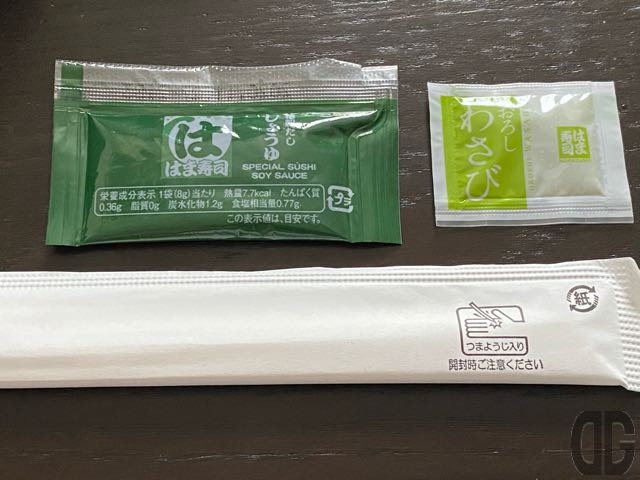 は
はま寿司
しょうゆ
SPECIAL SUSHI
SOY SAUCE
栄養成分表示 1袋(8g)当たり 熱量7.7kcal たんぱく質
0.36g 脂質0g 炭水化物1.2g 食塩相当量0.77g
この表示値は、目安です。
プラ
おろし
わさび
はま
寿司
紙
つまようじ入り
開封時ご注意ください
DG